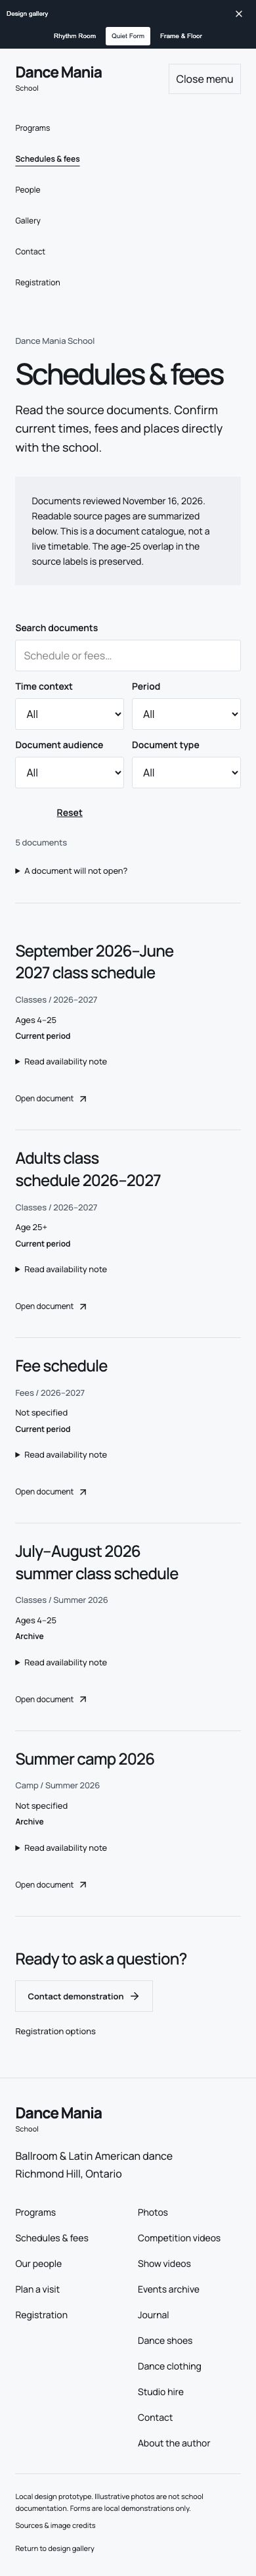 Design gallery
Rhythm Room
Quiet Form
Frame & Floor
Dance Mania
School
Close menu
Programs
Schedules & fees
People
Gallery
Contact
Registration
Dance Mania School
Schedules & fees
Read the source documents. Confirm
current times, fees and places directly
with the school.
Documents reviewed November 16, 2026.
Readable source pages are summarized
below. This is a document catalogue, not a
live timetable. The age-25 overlap in the
source labels is preserved.
Search documents
Schedule or fees...
Time context
Period
All
All
Document audience
Document type
All
All
Reset
5 documents
A document will not open?
September 2026–June
2027 class schedule
Classes / 2026–2027
Ages 4–25
Current period
Read availability note
Open document
Adults class
schedule 2026–2027
Classes / 2026–2027
Age 25+
Current period
Read availability note
Open document
Fee schedule
Fees / 2026–2027
Not specified
Current period
Read availability note
Open document
July–August 2026
summer class schedule
Classes / Summer 2026
Ages 4–25
Archive
Read availability note
Open document
Summer camp 2026
Camp / Summer 2026
Not specified
Archive
Read availability note
Open document
Ready to ask a question?
Contact demonstration
Registration options
Dance Mania
School
Ballroom & Latin American dance
Richmond Hill, Ontario
Programs
Schedules & fees
Our people
Plan a visit
Registration
Photos
Competition videos
Show videos
Events archive
Journal
Dance shoes
Dance clothing
Studio hire
Contact
About the author
Local design prototype. Illustrative photos are not school
documentation. Forms are local demonstrations only.
Sources & image credits
Return to design gallery